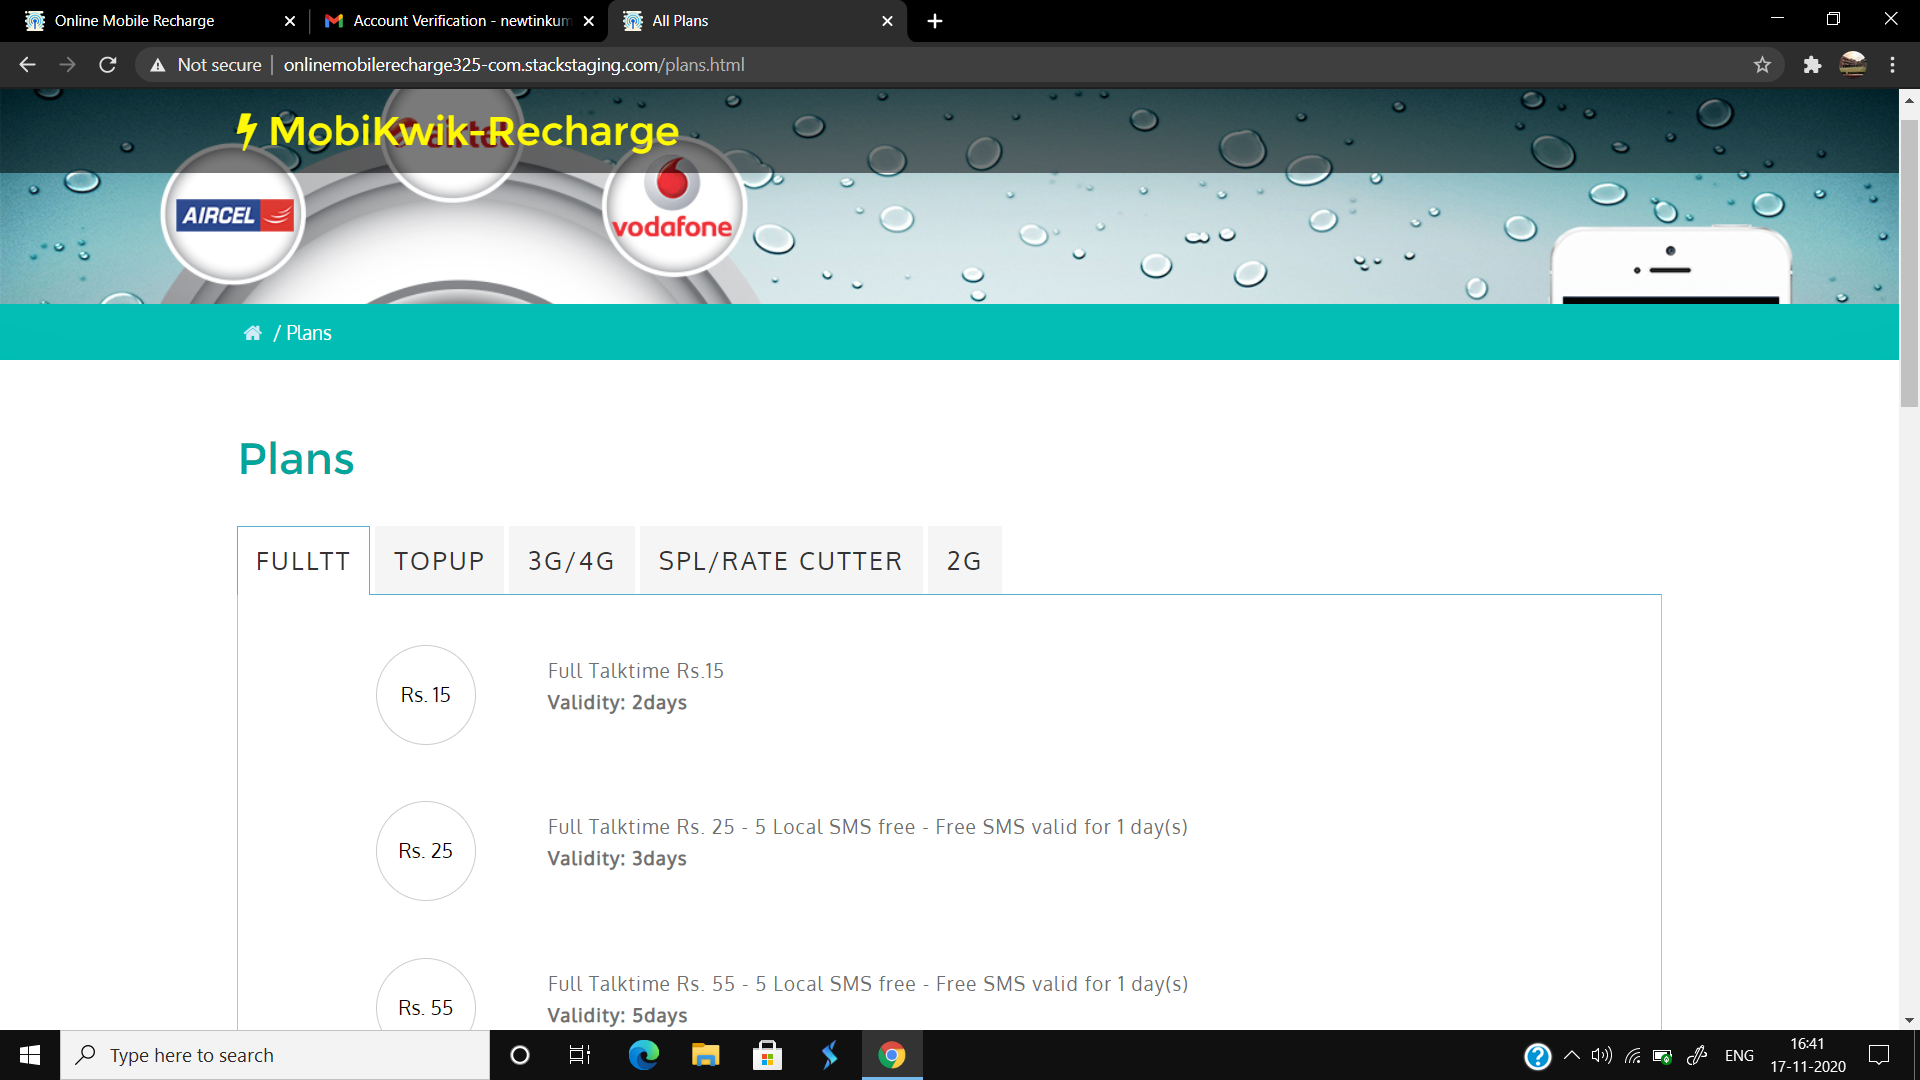 Online Mobile Recharge
Account Verification - newtinkum
All Plans
Not secure
onlinemobilerecharge325-com.stackstaging.com/plans.html
MobiKwik-Recharge
airtel
AIRCEL
vodafone
/ Plans
Plans
FULLTT
TOPUP
3G/4G
SPL/RATE CUTTER
2G
Rs. 15
Full Talktime Rs.15
Validity: 2days
Rs. 25
Full Talktime Rs. 25 - 5 Local SMS free - Free SMS valid for 1 day(s)
Validity: 3days
Rs. 55
Full Talktime Rs. 55 - 5 Local SMS free - Free SMS valid for 1 day(s)
Validity: 5days
Type here to search
ENG
16:41
17-11-2020